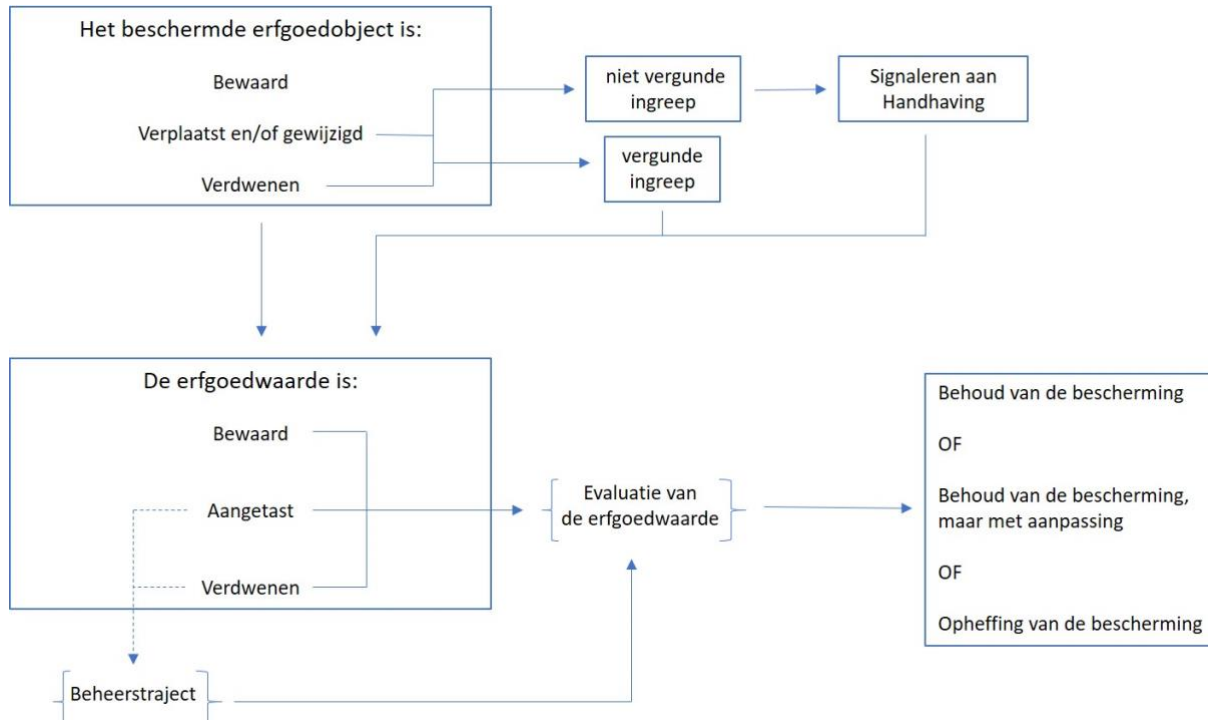 Het beschermde erfgoedobject is:
Bewaard
Verplaatst en/of gewijzigd
Verdwenen
niet vergunde
ingreep
Signaleren aan
Handhaving
vergunde
ingreep
De erfgoedwaarde is:
Bewaard
Aangetast
Verdwenen
Evaluatie van
de erfgoedwaarde
Behoud van de bescherming
OF
Behoud van de bescherming,
maar met aanpassing
OF
Opheffing van de bescherming
Beheerstraject